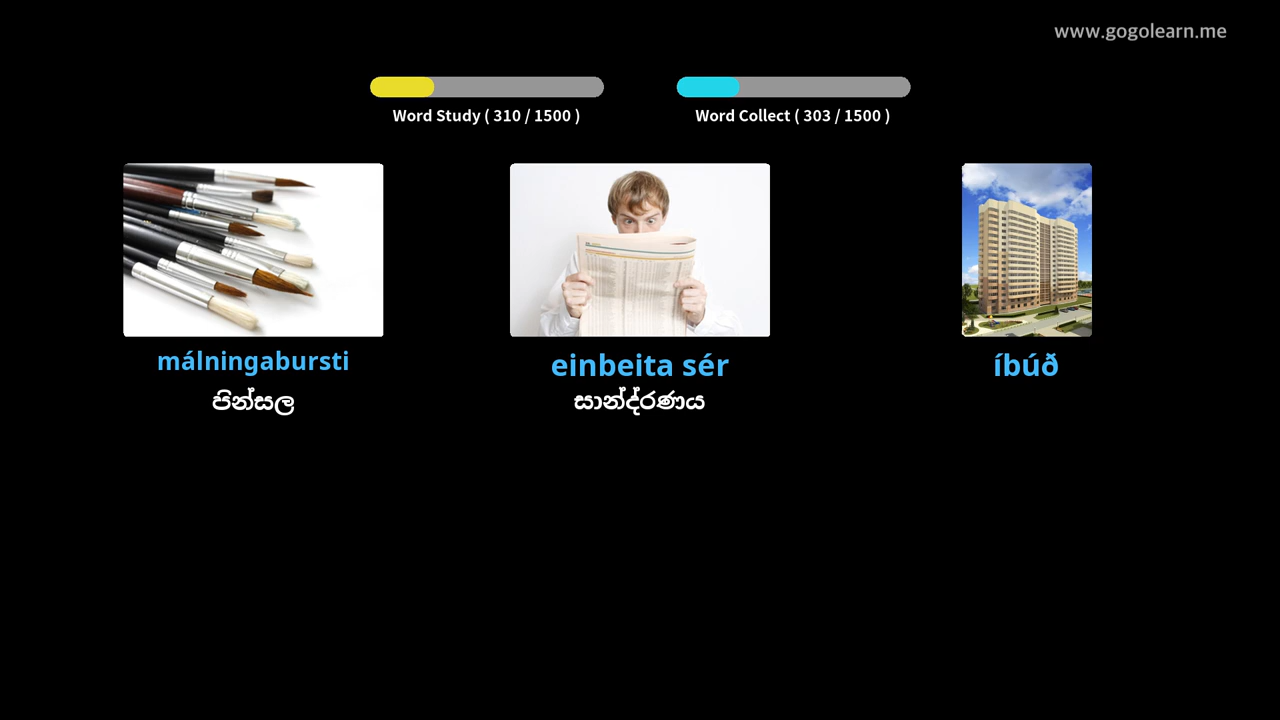 www.gogolearn.me
Word Study ( 310 / 1500 )
Word Collect ( 303 / 1500 )
málningabursti
පින්සල
einbeita sér
සාන්ද්රණය
íbúð